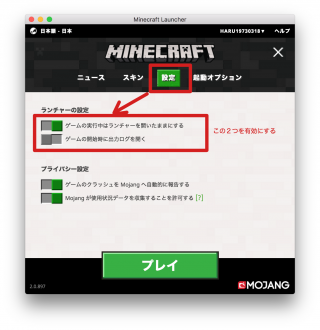 Minecraft Launcher
日本語 - 日本
HARU19730318▼ ヘルプ
MINECRAFT
ニュース スキン 設定 起動オプション
ランチャーの設定
ゲームの実行中はランチャーを開いたままにする
ゲームの開始時に出力ログを開く
この２つを有効にする
プライバシー設定
ゲームのクラッシュを Mojang へ自動的に報告する
Mojang が使用状況データを収集することを許可する [?]
プレイ
2.0.897
MOJANG